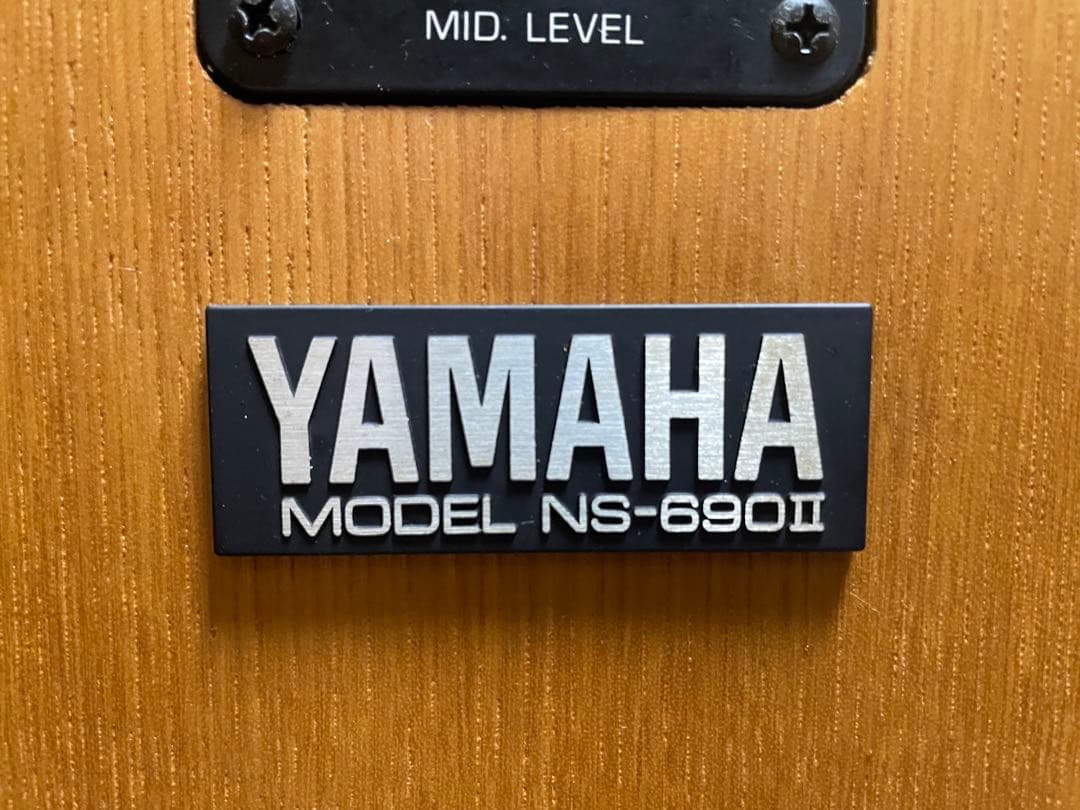 MID. LEVEL
YAMAHA
MODEL NS-690II